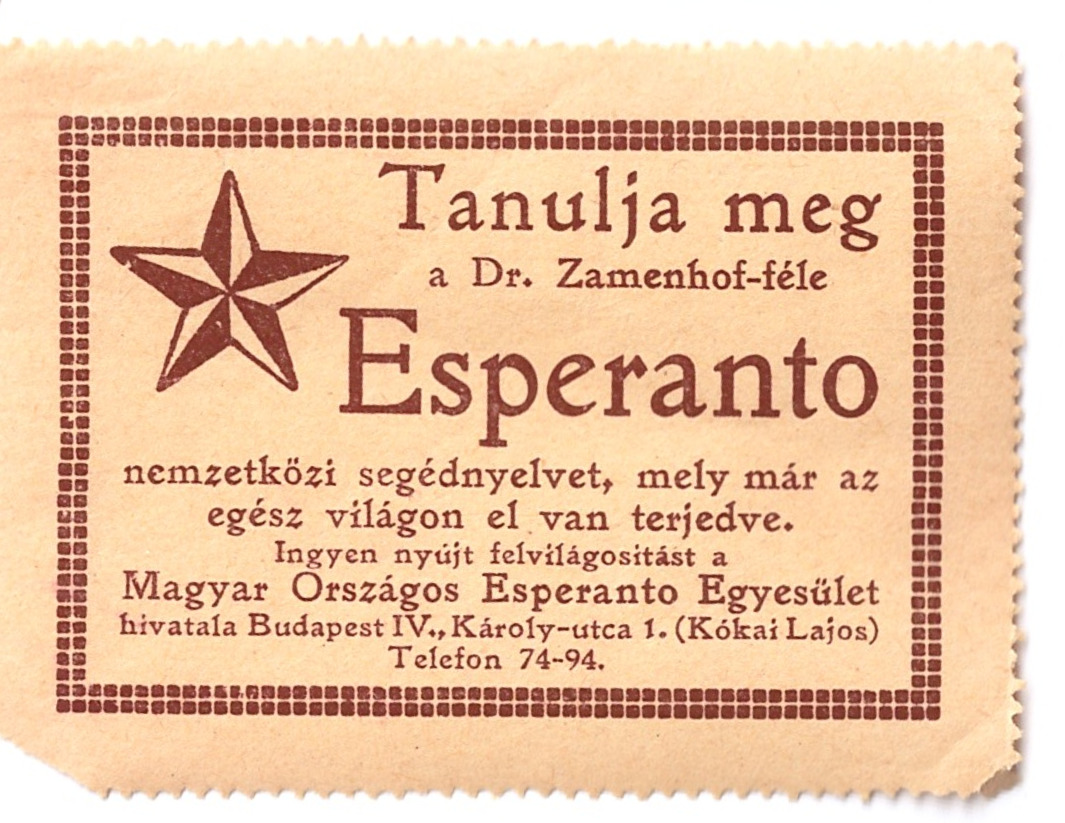 Tanulja meg
a Dr. Zamenhof-féle
Esperanto
nemzetközi segédnyelvet, mely már az
egész világon el van terjedve.
Ingyen nyújt felvilágositást a
Magyar Országos Esperanto Egyesület
hivatala Budapest IV., Károly-utca 1. (Kókai Lajos)
Telefon 74-94.